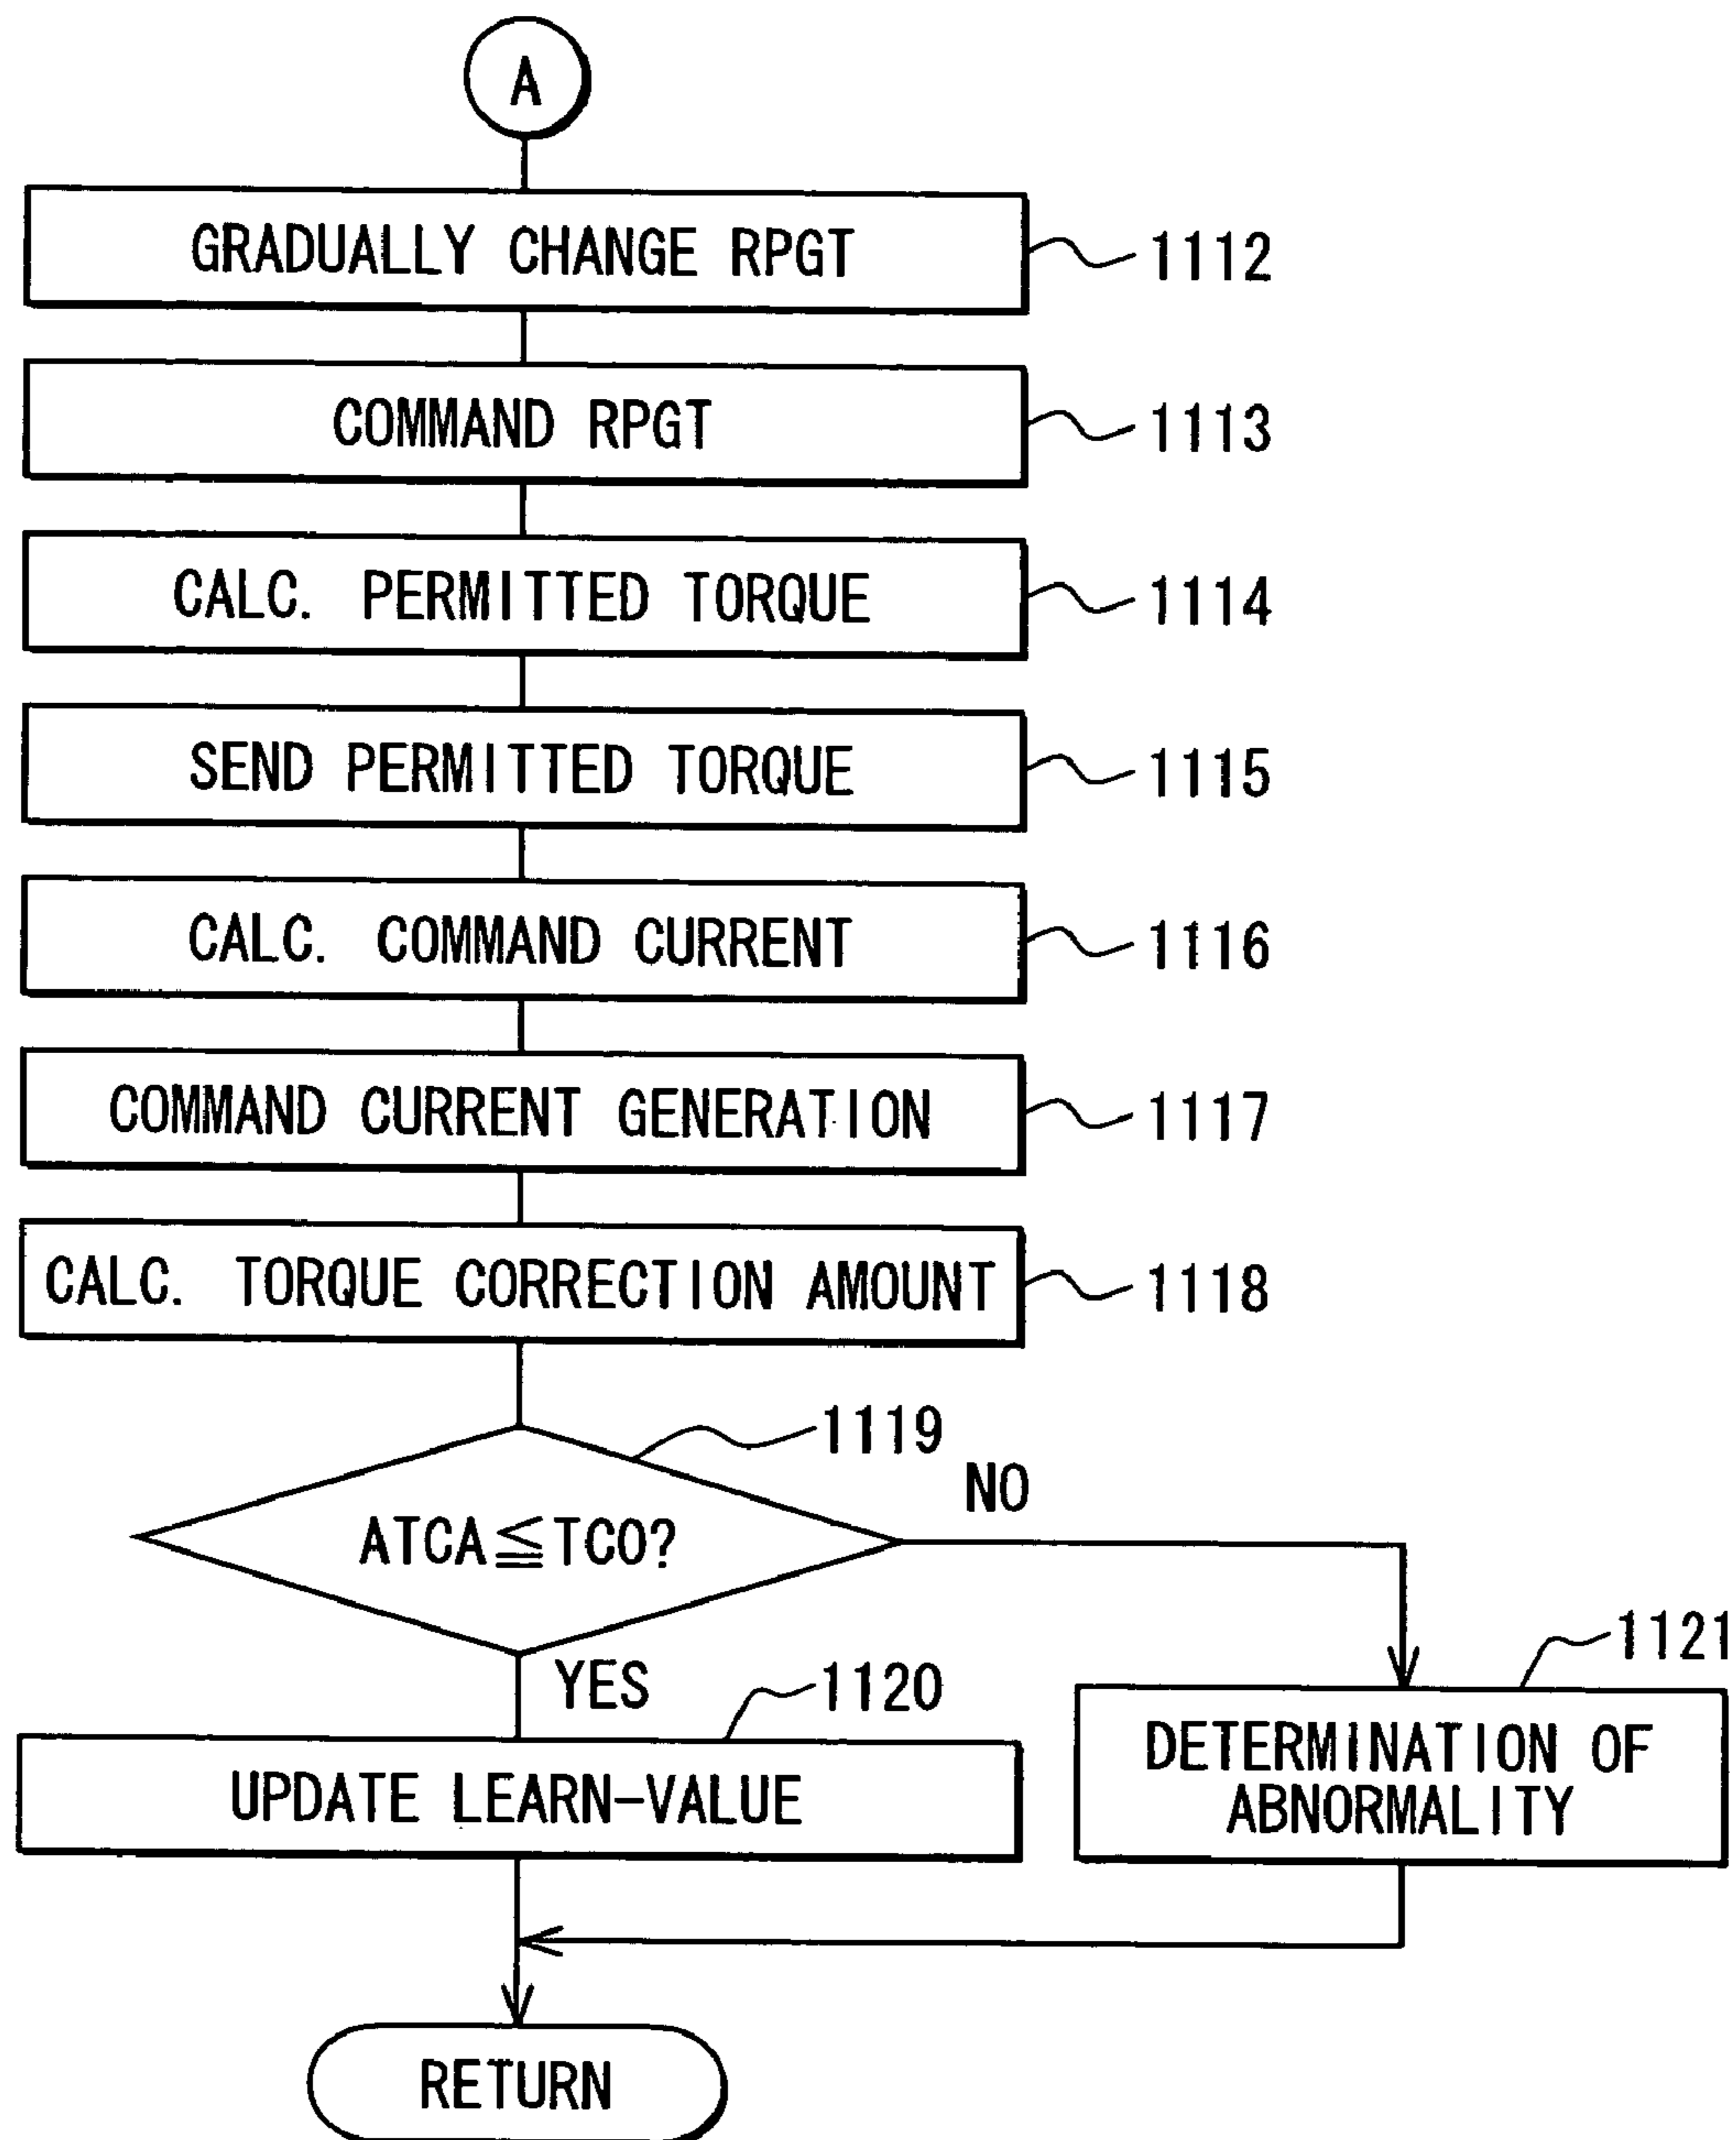 A
GRADUALLY CHANGE RPGT
1112
COMMAND RPGT
1113
CALC. PERMITTED TORQUE
1114
SEND PERMITTED TORQUE
1115
CALC. COMMAND CURRENT
1116
COMMAND CURRENT GENERATION
1117
CALC. TORQUE CORRECTION AMOUNT
1118
1119
NO
ATCA≦TCO?
1121
YES
1120
DETERMINATION OF
ABNORMALITY
UPDATE LEARN-VALUE
RETURN